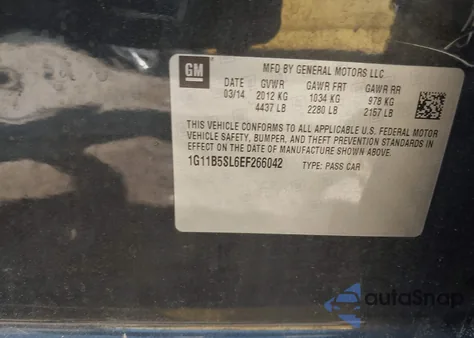 GM
MFD BY GENERAL MOTORS LLC
DATE GVWR GAWR FRT GAWR RR
03/14 2012 KG 1034 KG 978 KG
4437 LB 2280 LB 2157 LB
THIS VEHICLE CONFORMS TO ALL APPLICABLE U.S. FEDERAL MOTOR
VEHICLE SAFETY, BUMPER, AND THEFT PREVENTION STANDARDS IN
EFFECT ON THE DATE OF MANUFACTURE SHOWN ABOVE.
1G11B5SL6EF266042 TYPE: PASS CAR
autoSnap